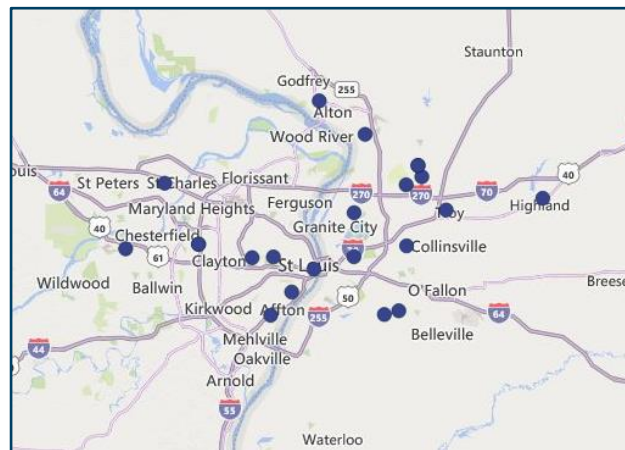 Staunton
Godfrey
255
Alton
Wood River
64
St Peters
St Charles
Florissant
270
270
70
40
Ferguson
Highland
Maryland Heights
Troy
40
Granite City
Chesterfield
61
Collinsville
Clayton
St Louis
Wildwood
Ballwin
O'Fallon
Breese
50
Kirkwood
Affton
255
64
Belleville
Mehlville
44
Oakville
Arnold
55
Waterloo